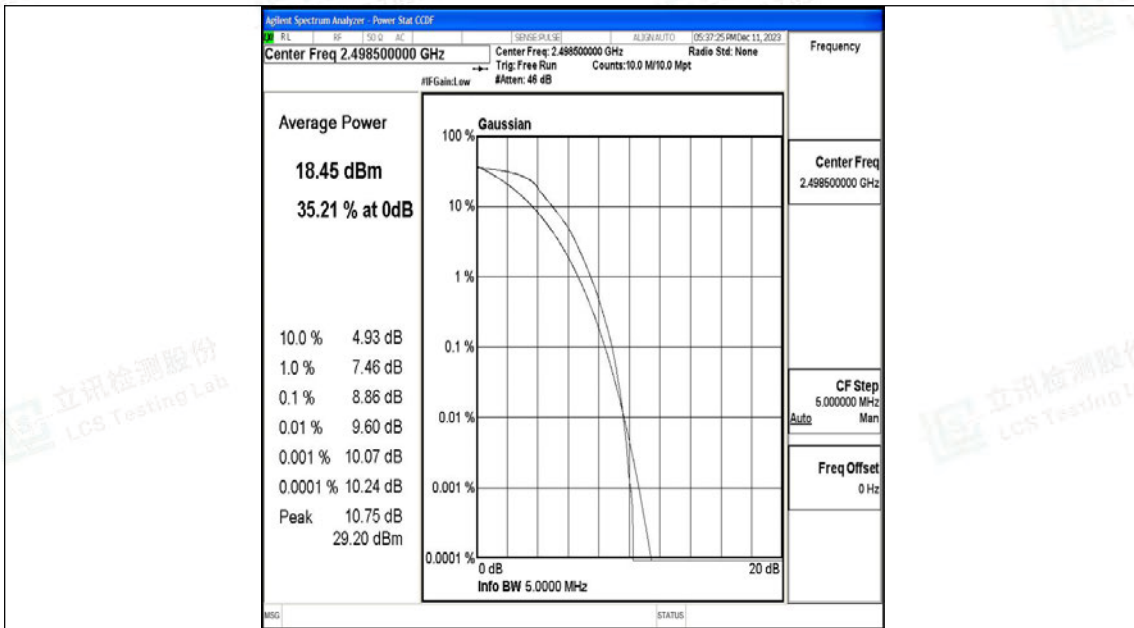 Agilent Spectrum Analyzer - Power Stat CCDF
RL RF 50 Ω AC SENSE:PULSE ALIGNAUTO 05:37:25 PM Dec 11, 2023
Center Freq 2.498500000 GHz
Center Freq: 2.498500000 GHz Radio Std: None
Trig: Free Run Counts:10.0 M/10.0 Mpt
#IFGain:Low #Atten: 46 dB
Frequency
Average Power
18.45 dBm
35.21 % at 0dB
10.0 % 4.93 dB
1.0 % 7.46 dB
0.1 % 8.86 dB
0.01 % 9.60 dB
0.001 % 10.07 dB
0.0001 % 10.24 dB
Peak 10.75 dB
29.20 dBm
Gaussian
100 %
10 %
1 %
0.1 %
0.01 %
0.001 %
0.0001 %
0 dB 20 dB
Info BW 5.0000 MHz
Center Freq
2.498500000 GHz
CF Step
5.000000 MHz
Auto Man
Freq Offset
0 Hz
MSG STATUS
立讯检测股份
LCS Testing Lab
立讯检测股份
LCS Testing L